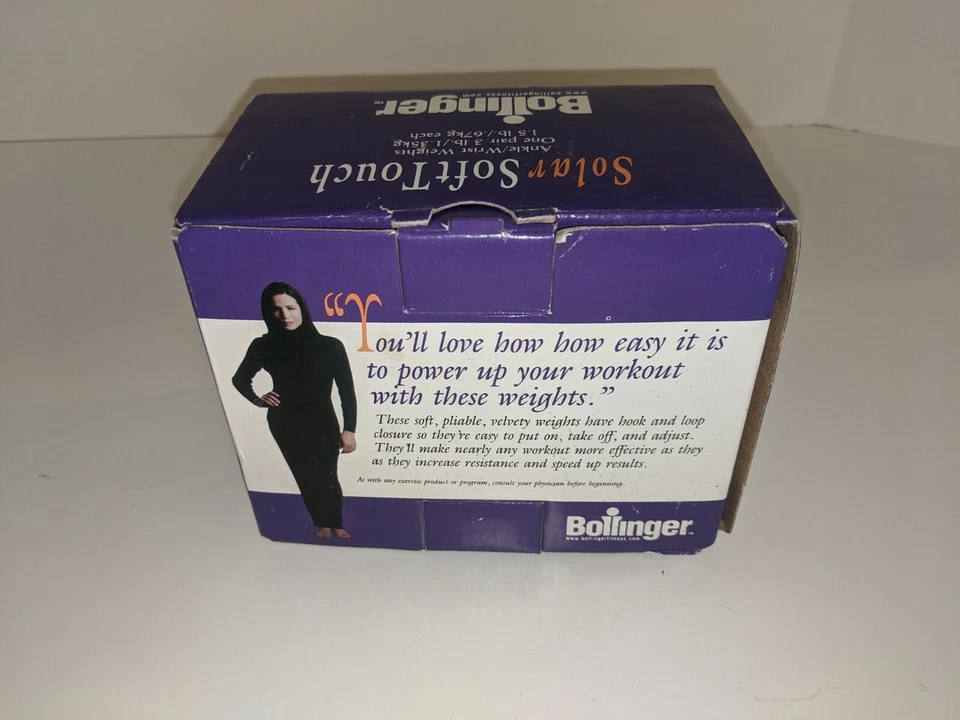 Solar SoftTouch
Ankle/Wrist Weights
One pair 3 lb./1.35kg
1.5 lb./.67kg each
Bollinger™
www.bollingerfitness.com
“You’ll love how how easy it is
to power up your workout
with these weights.”
These soft, pliable, velvety weights have hook and loop
closure so they’re easy to put on, take off, and adjust.
They’ll make nearly any workout more effective as they
as they increase resistance and speed up results.
As with any exercise product or program, consult your physician before beginning.
Bollinger™
www.bollingerfitness.com